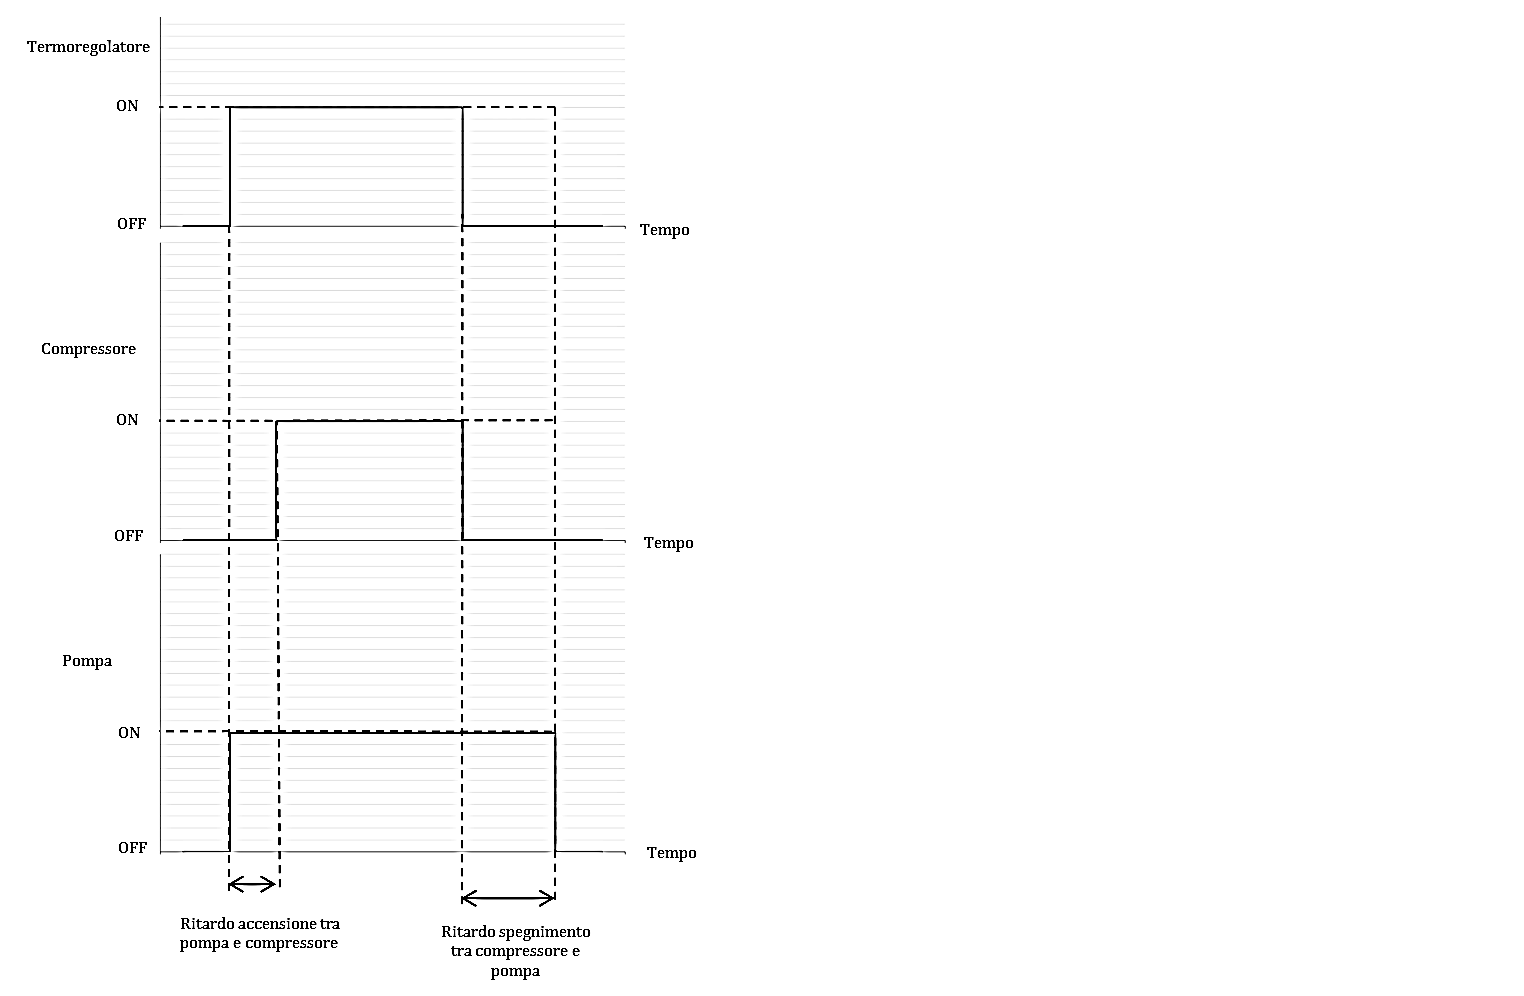 Termoregolatore
ON
OFF
Tempo
Compressore
ON
OFF
Tempo
Pompa
ON
OFF
Tempo
Ritardo accensione tra
pompa e compressore
Ritardo spegnimento
tra compressore e
pompa